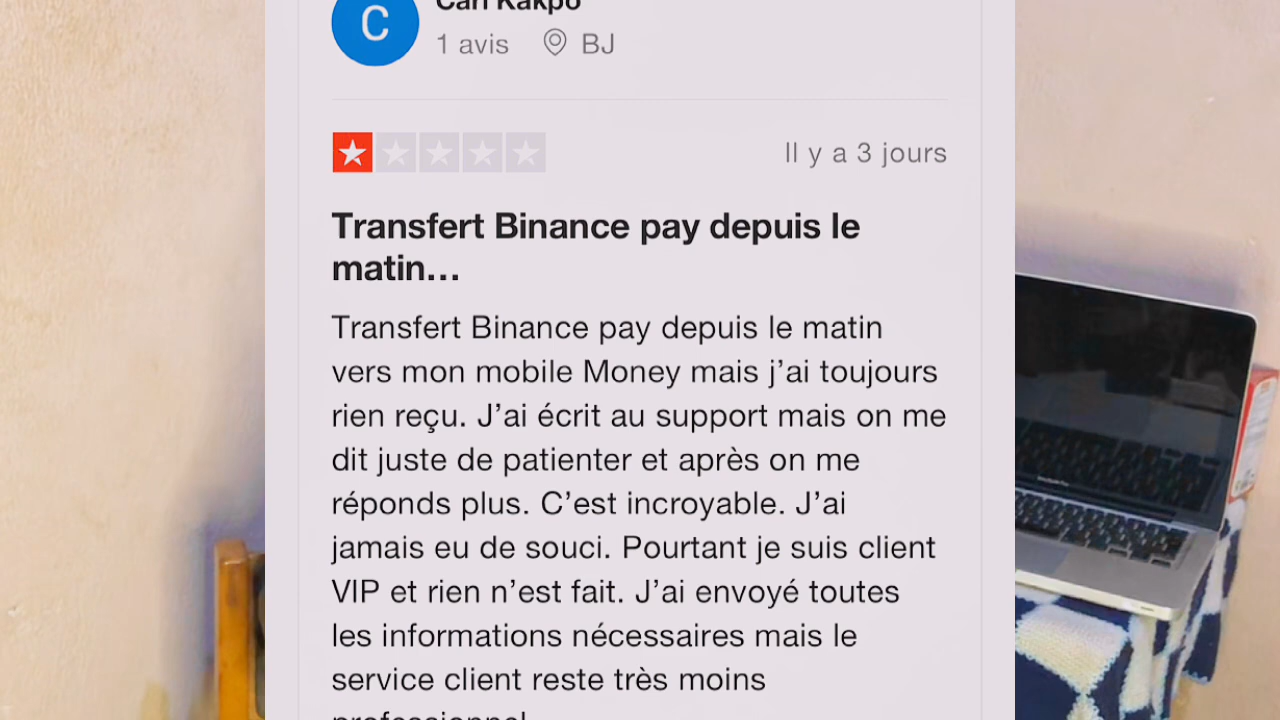 Carl Kakpo
C
1 avis BJ
Il y a 3 jours
Transfert Binance pay depuis le
matin…
Transfert Binance pay depuis le matin
vers mon mobile Money mais j’ai toujours
rien reçu. J’ai écrit au support mais on me
dit juste de patienter et après on me
réponds plus. C’est incroyable. J’ai
jamais eu de souci. Pourtant je suis client
VIP et rien n’est fait. J’ai envoyé toutes
les informations nécessaires mais le
service client reste très moins
professionnel